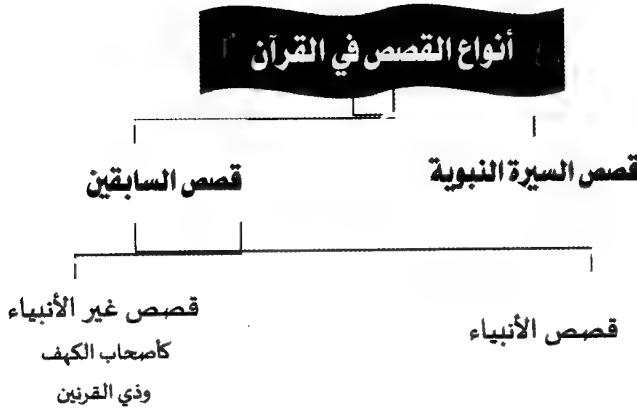 أنواع القصص في القرآن
قصص السيرة النبوية
قصص السابقين
قصص الأنبياء
قصص غير الأنبياء
كأصحاب الكهف
وذي القرنين